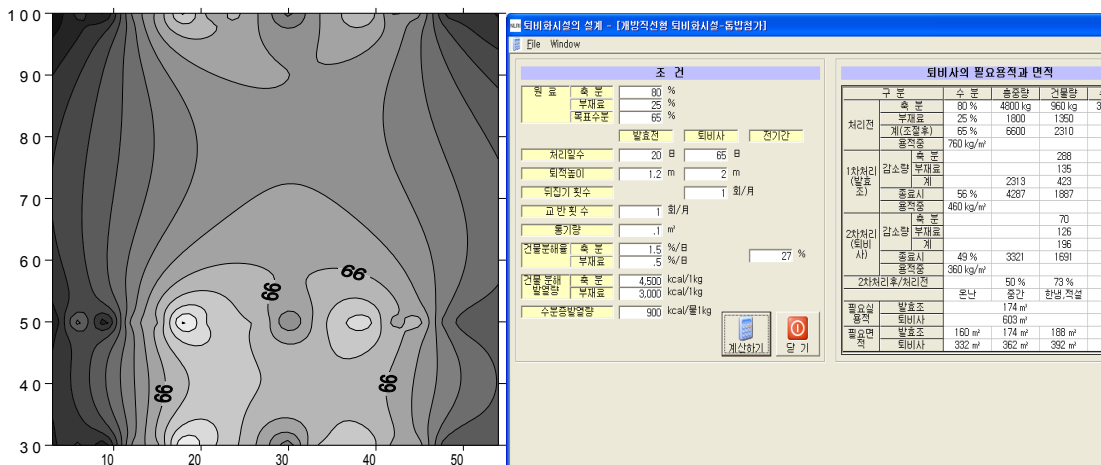 100
90
80
70
60
50
40
30
10
20
30
40
50
66
66
66
66
퇴비화시설의 설계 - [개방직선형 퇴비화시설-톱밥첨가]
File Window
조 건
원 료 축 분 80 %
부재료 25 %
목표수분 65 %
발효전 퇴비사 전기간
처리일수 20 日 65 日
퇴적높이 1.2 m 2 m
뒤집기 횟수 1 회/月
교 반 횟 수 1 회/月
통기량 .1 m³
건물분해율 축 분 1.5 %/日
부재료 .5 %/日 27 %
건물 분해 발열량 축 분 4,500 kcal/1kg
부재료 3,000 kcal/1kg
수분증발열량 900 kcal/물1kg
계산하기 닫 기
퇴비사의 필요용적과 면적
구 분 수 분 총중량 건물량
처리전 축 분 80 % 4800 kg 960 kg 3
부재료 25 % 1800 1350
계(조절후) 65 % 6600 2310
용적중 760 kg/m³
1차처리 (발효조) 감소량 축 분 288
부재료 135
계 2313 423
종료시 56 % 4287 1887
용적중 460 kg/m³
2차처리 (퇴비사) 감소량 축 분 70
부재료 126
계 196
종료시 49 % 3321 1691
용적중 360 kg/m³
2차처리후/처리전 50 % 73 %
온난 중간 한냉,적설
필요실용적 발효조 174 m³
퇴비사 603 m³
필요면적 발효조 160 m² 174 m² 188 m²
퇴비사 332 m² 362 m² 392 m²